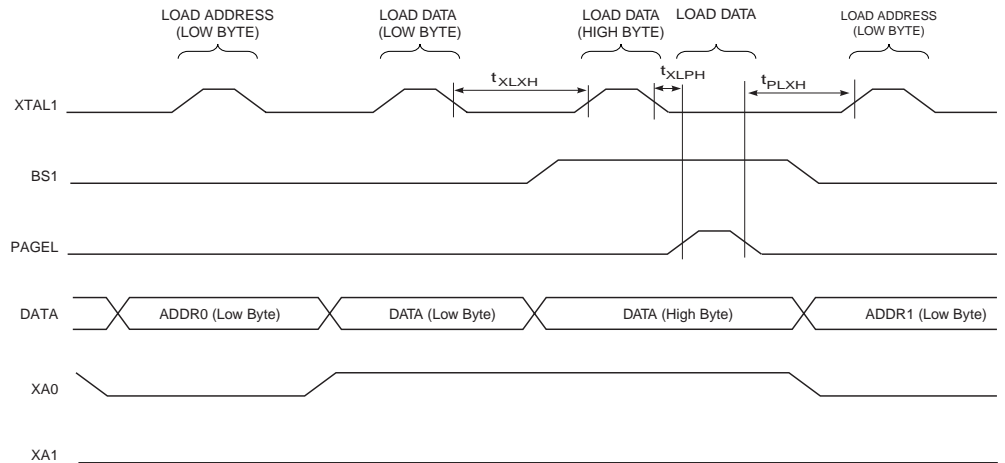 LOAD ADDRESS
(LOW BYTE)
LOAD DATA
(LOW BYTE)
LOAD DATA
(HIGH BYTE)
LOAD DATA
LOAD ADDRESS
(LOW BYTE)
tXLXH
tXLPH
tPLXH
XTAL1
BS1
PAGEL
DATA
ADDR0 (Low Byte)
DATA (Low Byte)
DATA (High Byte)
ADDR1 (Low Byte)
XA0
XA1